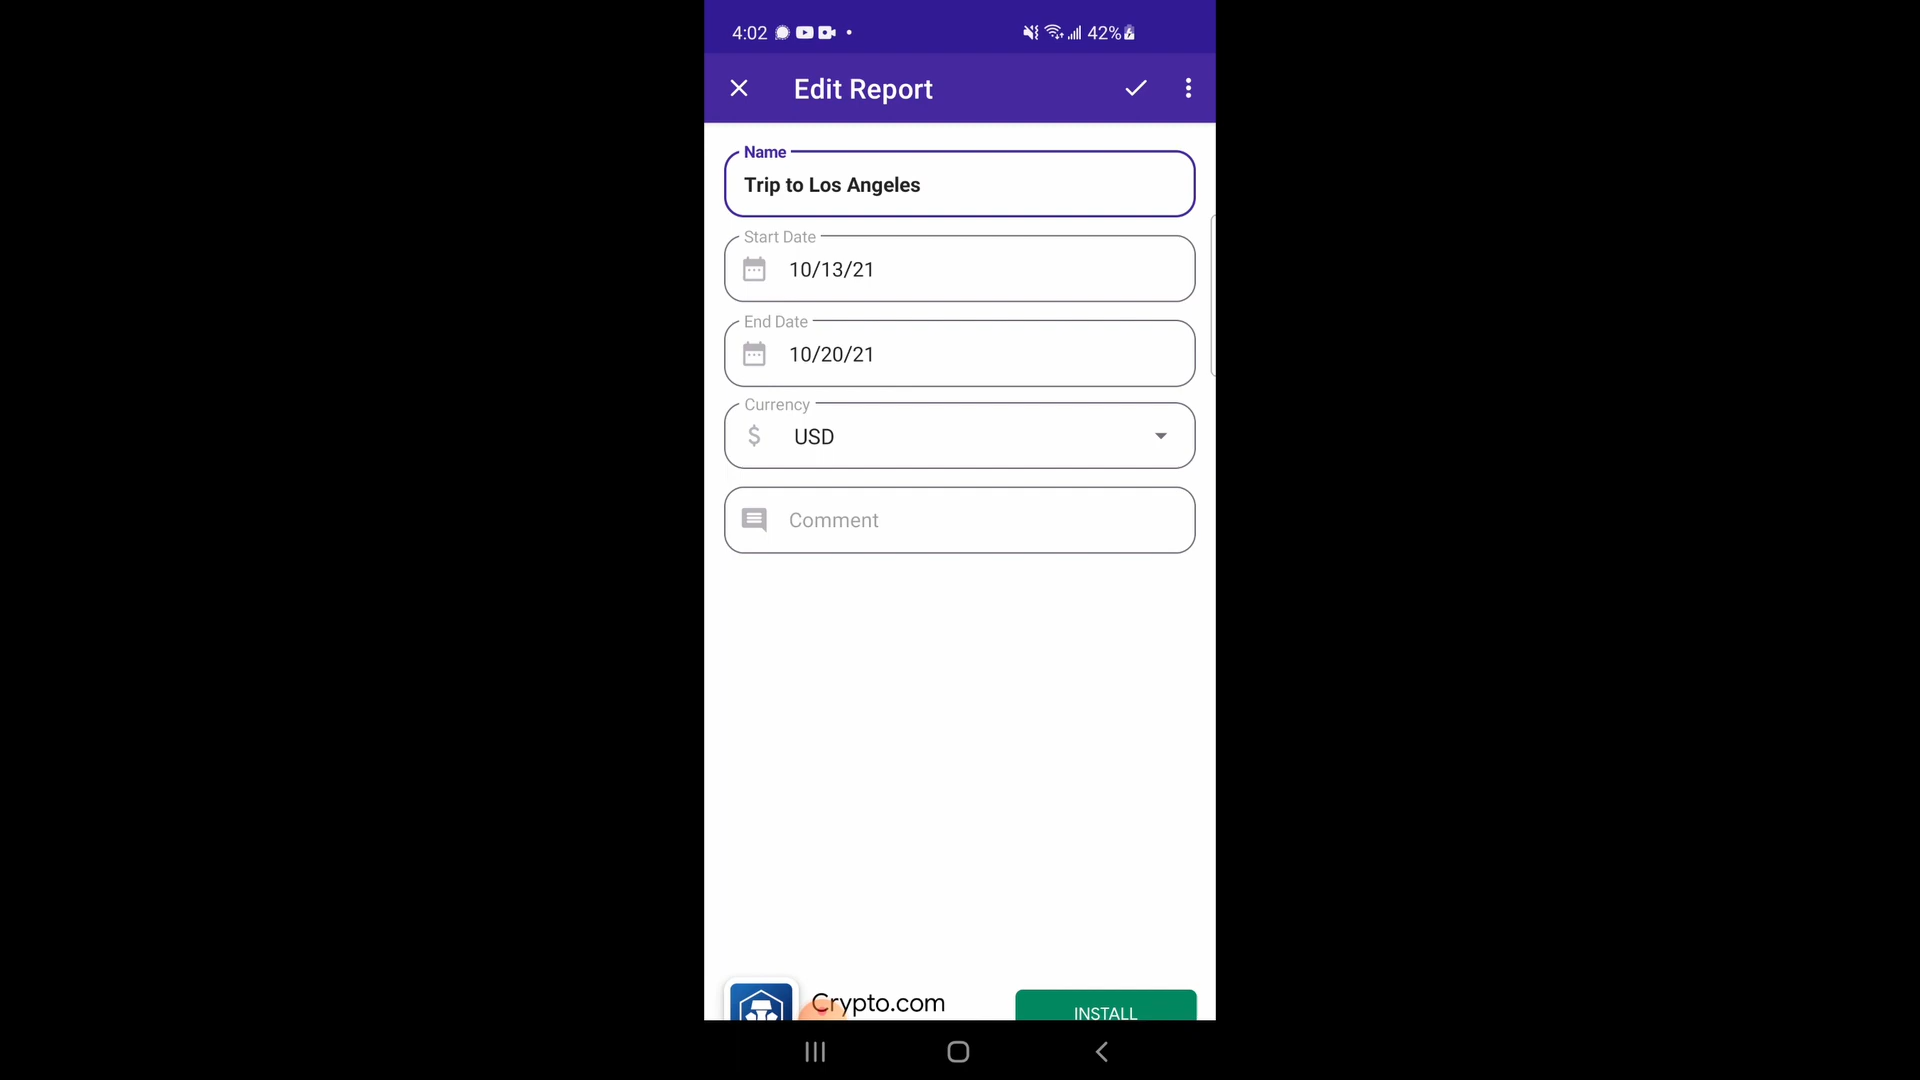 4:02 42%
Edit Report
Name
Trip to Los Angeles
Start Date
10/13/21
End Date
10/20/21
Currency
$ USD
Comment
Crypto.com
INSTALL